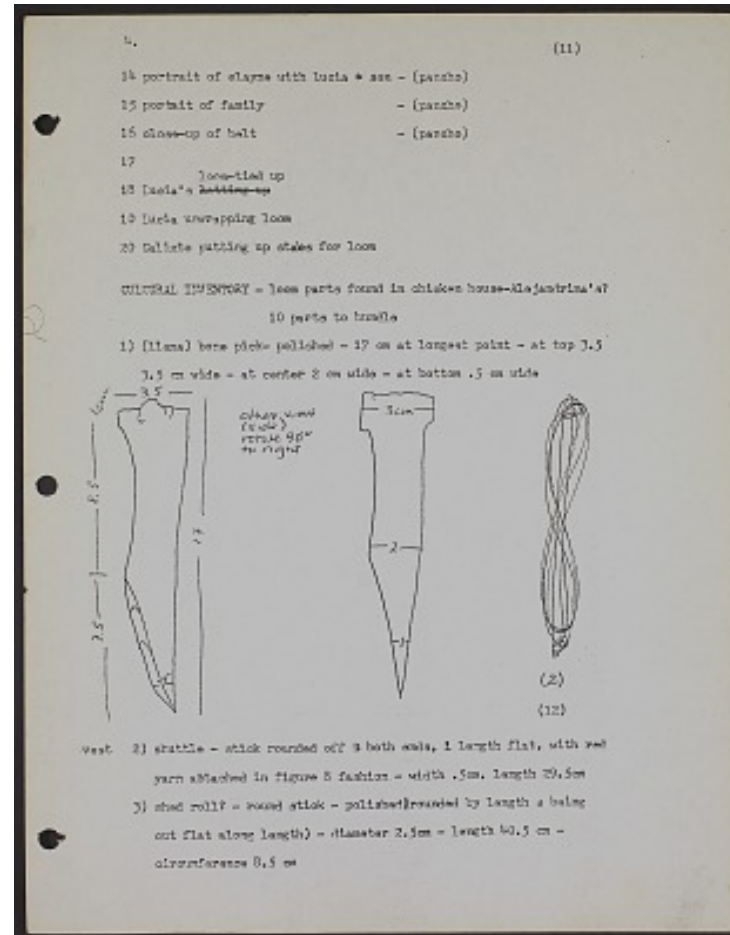 4.
(11)
14 portrait of elayne with lucia + son - (pancho)
15 portait of family - (pancho)
16 close-up of belt - (pancho)
17
loom-tied up
18 Lucia's
19 Lucia unwrapping loom
20 Calixto putting up stakes for loom
CULTURAL INVENTORY - loom parts found in chicken house-Alejandrina's?
10 parts to bundle
1) (llama) bone pick- polished - 17 cm at longest point - at top 3.5
3.5 cm wide - at center 2 cm wide - at bottom .5 cm wide
3.5
other view
(side)
rotate 90°
to right
3cm
8.5
17
2
7.5
1
(2)
(12)
2) shuttle - stick rounded off @ both ends, 1 length flat, with red
yarn attached in figure 8 fashion - width .5cm. length 29.5cm
3) shed roll? - round stick - polished(rounded by length s being
cut flat along length) - diameter 2.5cm - length 40.5 cm -
circumference 8.5 cm